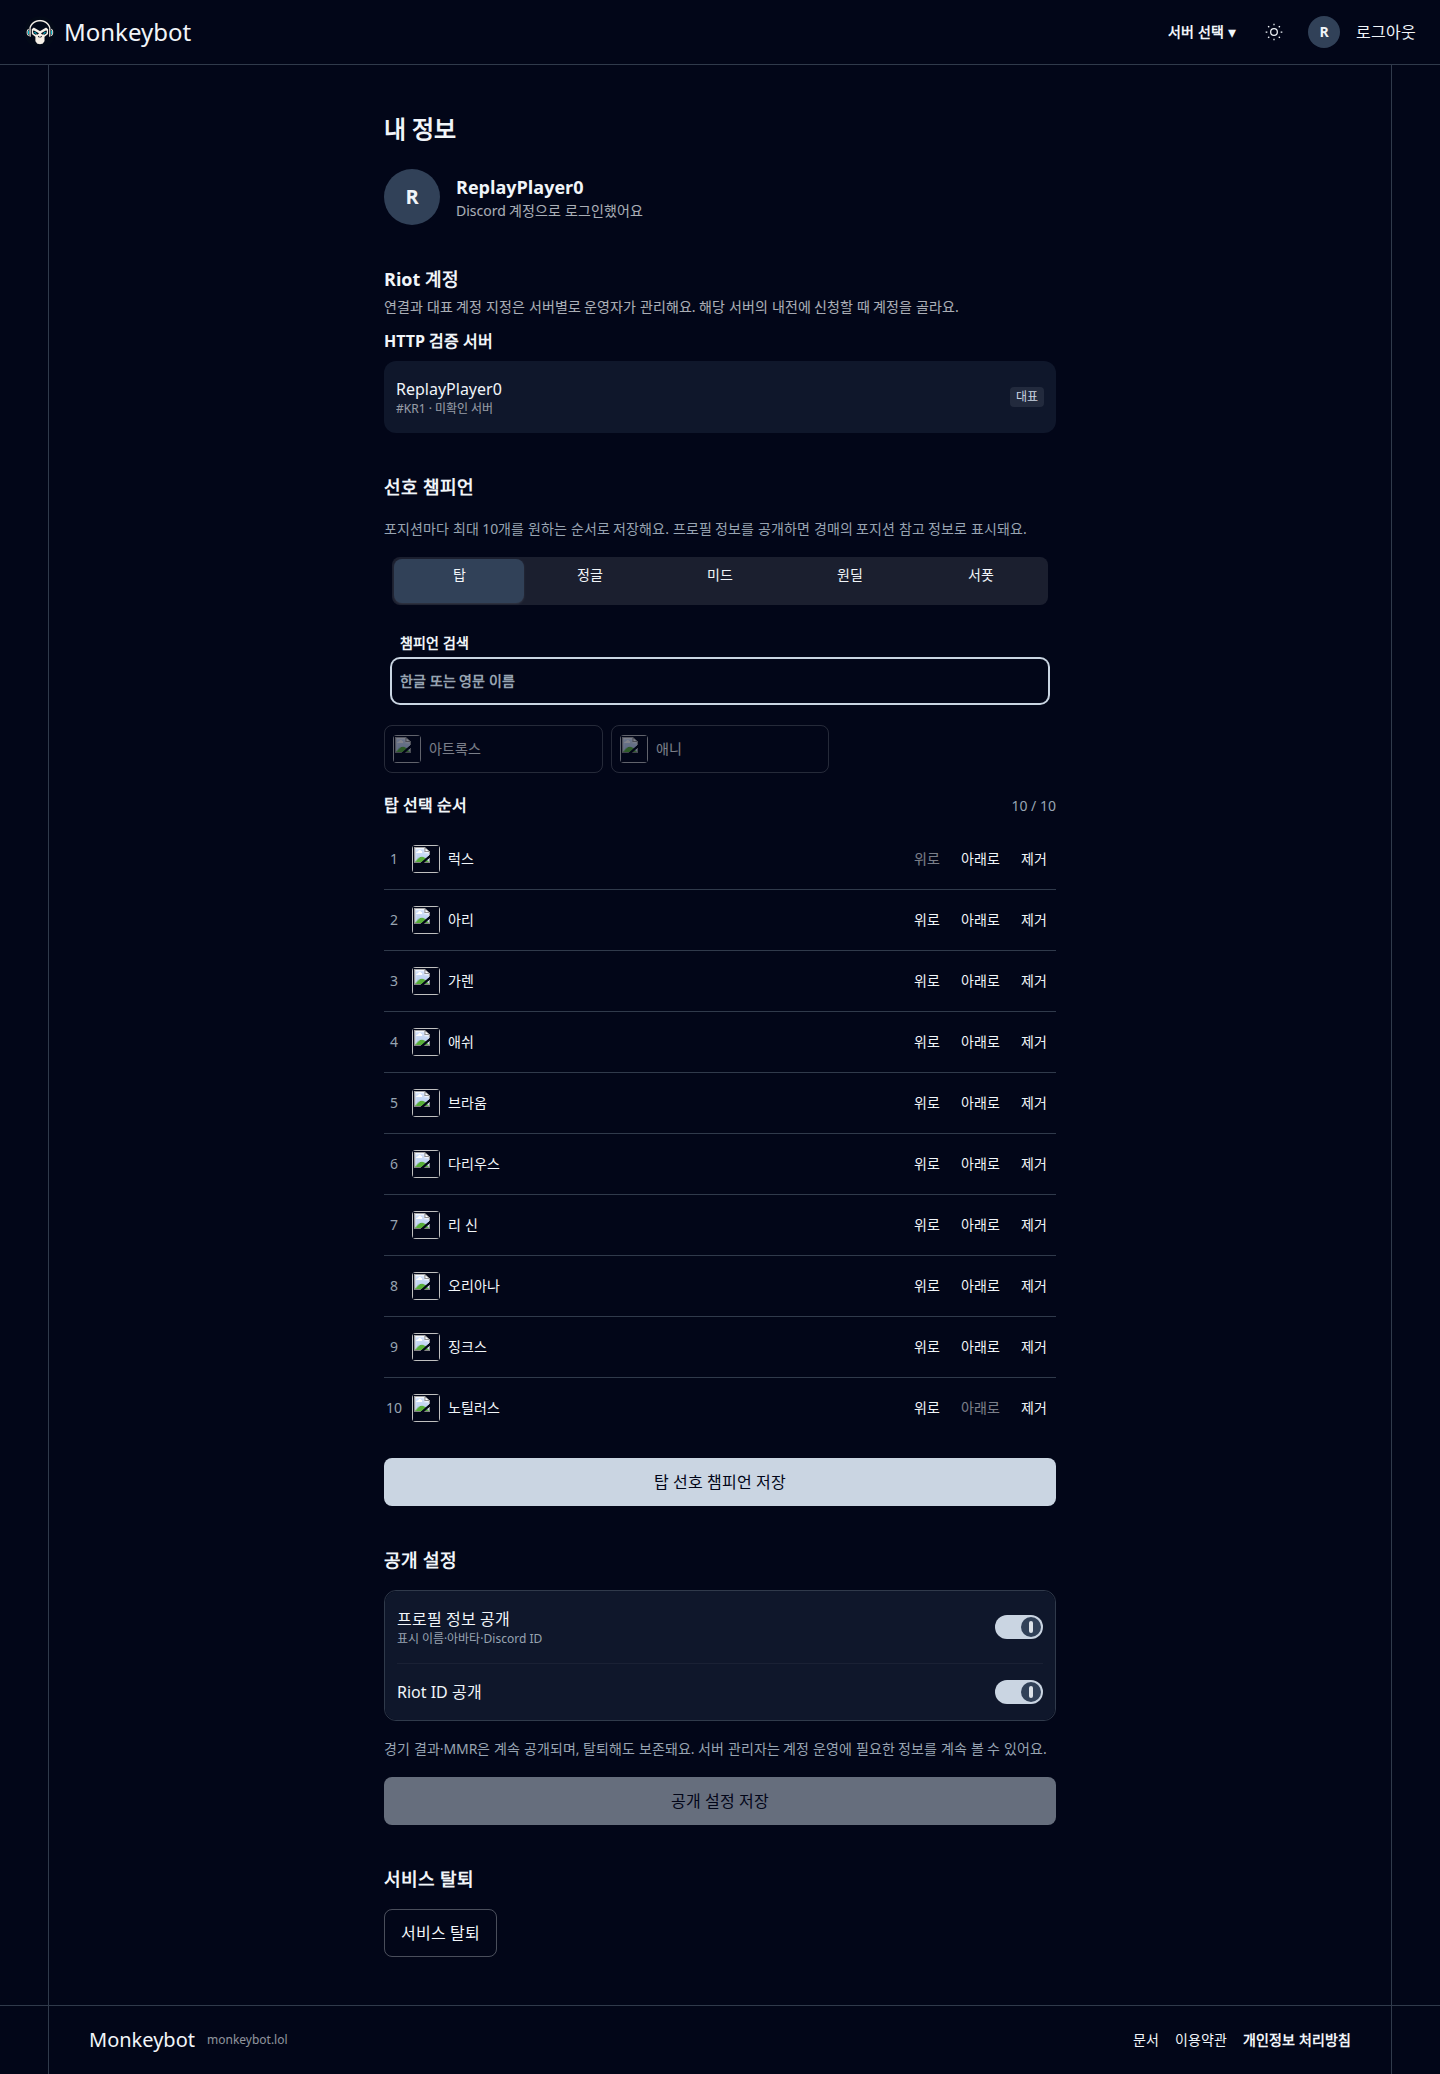 Monkeybot
서버 선택 ▾
R
로그아웃
내 정보
R
ReplayPlayer0
Discord 계정으로 로그인했어요
Riot 계정
연결과 대표 계정 지정은 서버별로 운영자가 관리해요. 해당 서버의 내전에 신청할 때 계정을 골라요.
HTTP 검증 서버
ReplayPlayer0
#KR1 · 미확인 서버
대표
선호 챔피언
포지션마다 최대 10개를 원하는 순서로 저장해요. 프로필 정보를 공개하면 경매의 포지션 참고 정보로 표시돼요.
탑 정글 미드 원딜 서폿
챔피언 검색
한글 또는 영문 이름
아트록스 애니
탑 선택 순서 10 / 10
1 럭스 위로 아래로 제거
2 아리 위로 아래로 제거
3 가렌 위로 아래로 제거
4 애쉬 위로 아래로 제거
5 브라움 위로 아래로 제거
6 다리우스 위로 아래로 제거
7 리 신 위로 아래로 제거
8 오리아나 위로 아래로 제거
9 징크스 위로 아래로 제거
10 노틸러스 위로 아래로 제거
탑 선호 챔피언 저장
공개 설정
프로필 정보 공개
표시 이름·아바타·Discord ID
Riot ID 공개
경기 결과·MMR은 계속 공개되며, 탈퇴해도 보존돼요. 서버 관리자는 계정 운영에 필요한 정보를 계속 볼 수 있어요.
공개 설정 저장
서비스 탈퇴
서비스 탈퇴
Monkeybot monkeybot.lol
문서 이용약관 개인정보 처리방침